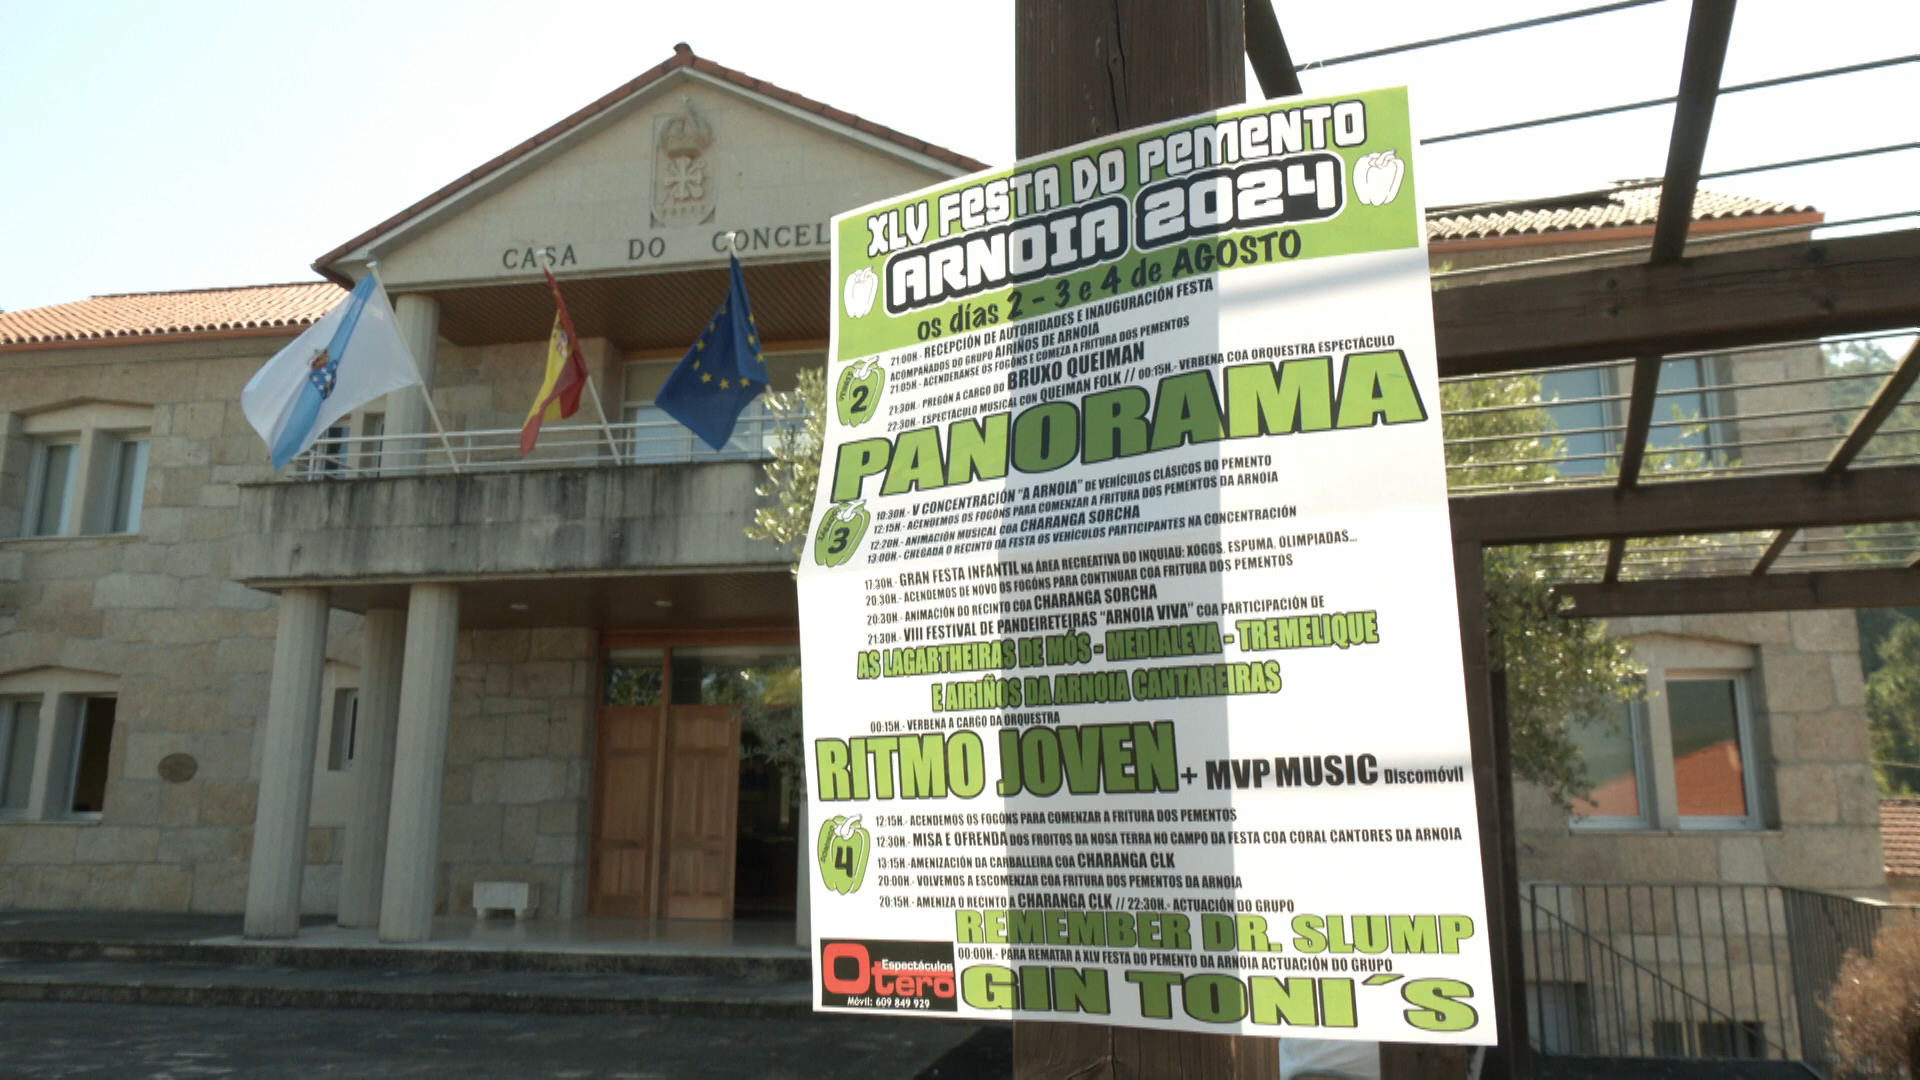 CASA DO CONCEL
XLV FESTA DO PEMENTO
ARNOIA 2024
os días 2 - 3 e 4 de AGOSTO
21:00H.- RECEPCIÓN DE AUTORIDADES E INAUGURACIÓN FESTA
ACOMPAÑADOS DO GRUPO AIRIÑOS DE ARNOIA
21:05H.- ACENDERANSE OS FOGÓNS E COMEZA A FRITURA DOS PEMENTOS
2
21:30H.- PREGÓN A CARGO DO BRUXO QUEIMAN
22:30H.- ESPECTÁCULO MUSICAL CON QUEIMAN FOLK // 00:15H.- VERBENA COA ORQUESTRA ESPECTÁCULO
PANORAMA
10:30H.- V CONCENTRACIÓN "A ARNOIA" DE VEHÍCULOS CLÁSICOS DO PEMENTO
12:15H.- ACENDEMOS OS FOGÓNS PARA COMENZAR A FRITURA DOS PEMENTOS DA ARNOIA
3
12:20H.- ANIMACIÓN MUSICAL COA CHARANGA SORCHA
13:00H.- CHEGADA O RECINTO DA FESTA OS VEHÍCULOS PARTICIPANTES NA CONCENTRACIÓN
17:30H.- GRAN FESTA INFANTIL NA ÁREA RECREATIVA DO INQUIAU: XOGOS, ESPUMA, OLIMPIADAS...
20:30H.- ACENDEMOS DE NOVO OS FOGÓNS PARA CONTINUAR COA FRITURA DOS PEMENTOS
20:30H.- ANIMACIÓN DO RECINTO COA CHARANGA SORCHA
21:30H.- VIII FESTIVAL DE PANDEIRETEIRAS "ARNOIA VIVA" COA PARTICIPACIÓN DE
AS LAGARTHEIRAS DE MÓS - MEDIALEVA - TREMELIQUE
E AIRIÑOS DA ARNOIA CANTAREIRAS
00:15H.- VERBENA A CARGO DA ORQUESTRA
RITMO JOVEN + MVP MUSIC Discomóvil
12:15H.- ACENDEMOS OS FOGÓNS PARA COMENZAR A FRITURA DOS PEMENTOS
DOMINGO 4
12:30H.- MISA E OFRENDA DOS FROITOS DA NOSA TERRA NO CAMPO DA FESTA COA CORAL CANTORES DA ARNOIA
13:15H.- AMENIZACIÓN DA CARBALLEIRA COA CHARANGA CLK
20:00H.- VOLVEMOS A ESCOMENZAR COA FRITURA DOS PEMENTOS DA ARNOIA
20:15H.- AMENIZA O RECINTO A CHARANGA CLK // 22:30H.- ACTUACIÓN DO GRUPO
REMEMBER DR. SLUMP
00:00H.- PARA REMATAR A XLV FESTA DO PEMENTO DA ARNOIA ACTUACIÓN DO GRUPO
GIN TONI´S
Espectáculos
Otero
Móvil: 609 849 929